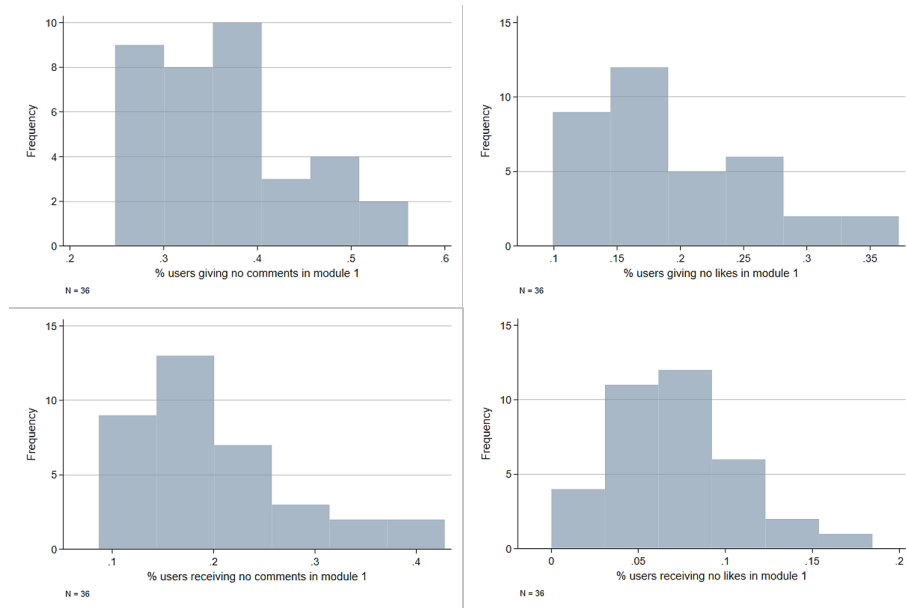 10
8
6
4
2
0
Frequency
.2 .3 .4 .5 .6
% users giving no comments in module 1
N = 36
15
10
5
0
Frequency
.1 .15 .2 .25 .3 .35
% users giving no likes in module 1
N = 36
15
10
5
0
Frequency
.1 .2 .3 .4
% users receiving no comments in module 1
N = 36
15
10
5
0
Frequency
0 .05 .1 .15 .2
% users receiving no likes in module 1
N = 36